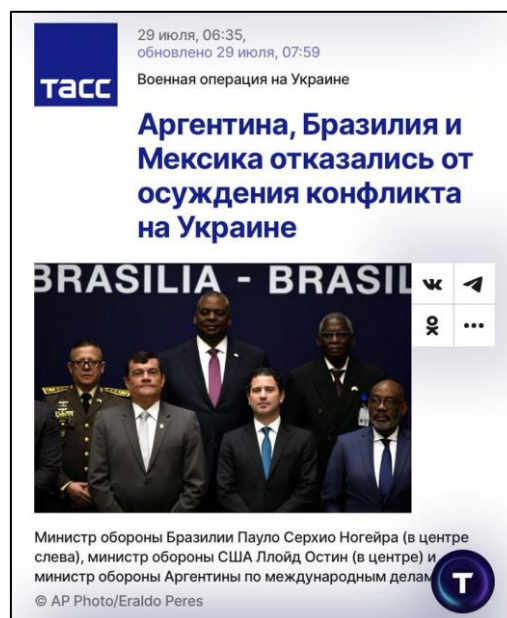 29 июля, 06:35,
обновлено 29 июля, 07:59
тасс
Военная операция на Украине
Аргентина, Бразилия и
Мексика отказались от
осуждения конфликта
на Украине
BRASILIA - BRASIL
Министр обороны Бразилии Пауло Серхио Ногейра (в центре
слева), министр обороны США Ллойд Остин (в центре) и
министр обороны Аргентины по международным делам
© AP Photo/Eraldo Peres
T